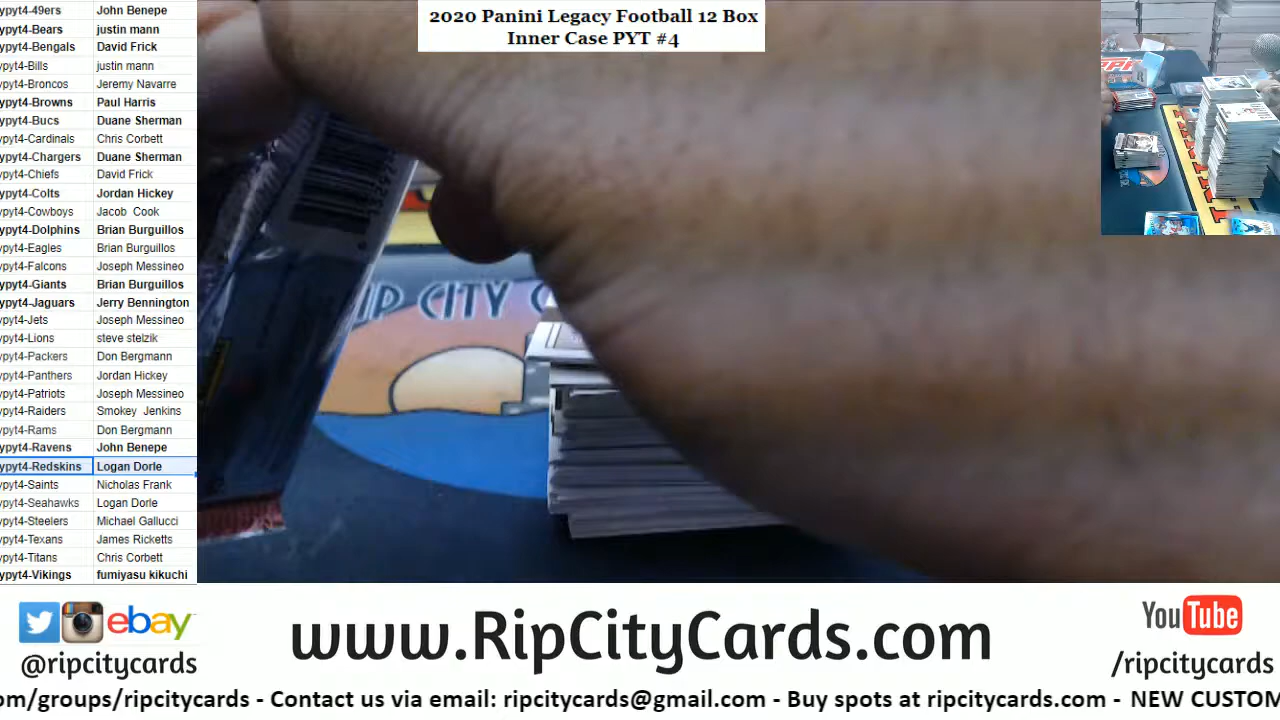 2020 Panini Legacy Football 12 Box
Inner Case PYT #4
ypyt4-49ers John Benepe
ypyt4-Bears justin mann
ypyt4-Bengals David Frick
ypyt4-Bills justin mann
ypyt4-Broncos Jeremy Navarre
ypyt4-Browns Paul Harris
ypyt4-Bucs Duane Sherman
ypyt4-Cardinals Chris Corbett
ypyt4-Chargers Duane Sherman
ypyt4-Chiefs David Frick
ypyt4-Colts Jordan Hickey
ypyt4-Cowboys Jacob Cook
ypyt4-Dolphins Brian Burguillos
ypyt4-Eagles Brian Burguillos
ypyt4-Falcons Joseph Messineo
ypyt4-Giants Brian Burguillos
ypyt4-Jaguars Jerry Bennington
ypyt4-Jets Joseph Messineo
ypyt4-Lions steve stelzik
ypyt4-Packers Don Bergmann
ypyt4-Panthers Jordan Hickey
ypyt4-Patriots Joseph Messineo
ypyt4-Raiders Smokey Jenkins
ypyt4-Rams Don Bergmann
ypyt4-Ravens John Benepe
ypyt4-Redskins Logan Dorle
ypyt4-Saints Nicholas Frank
ypyt4-Seahawks Logan Dorle
ypyt4-Steelers Michael Gallucci
ypyt4-Texans James Ricketts
ypyt4-Titans Chris Corbett
ypyt4-Vikings fumiyasu kikuchi
IP CITY C
ebay
@ripcitycards
www.RipCityCards.com
YouTube
/ripcitycards
om/groups/ripcitycards - Contact us via email: ripcitycards@gmail.com - Buy spots at ripcitycards.com - NEW CUSTOM